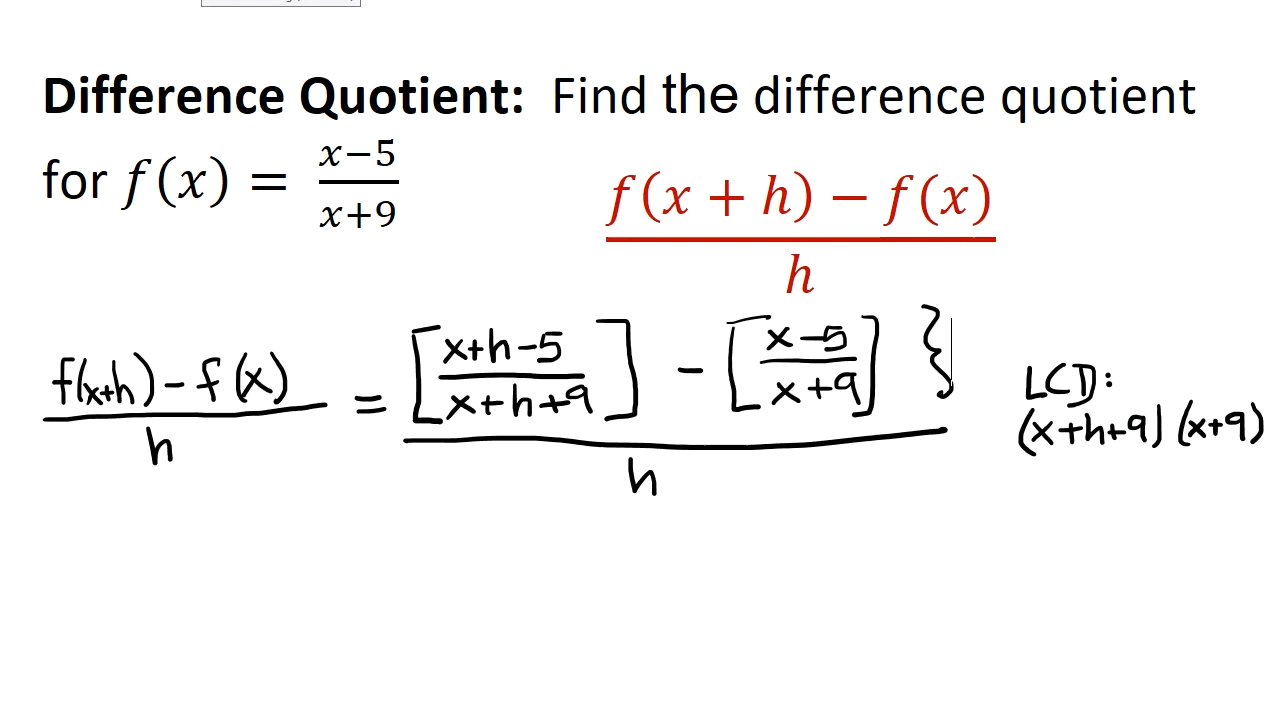 Difference Quotient: Find the difference quotient
for f(x) = x−5 / x+9
f(x + h) − f(x) / h
f(x+h) − f(x) / h = [x+h−5 / x+h+9] − [x−5 / x+9] } / h
LCD:
(x+h+9) (x+9)